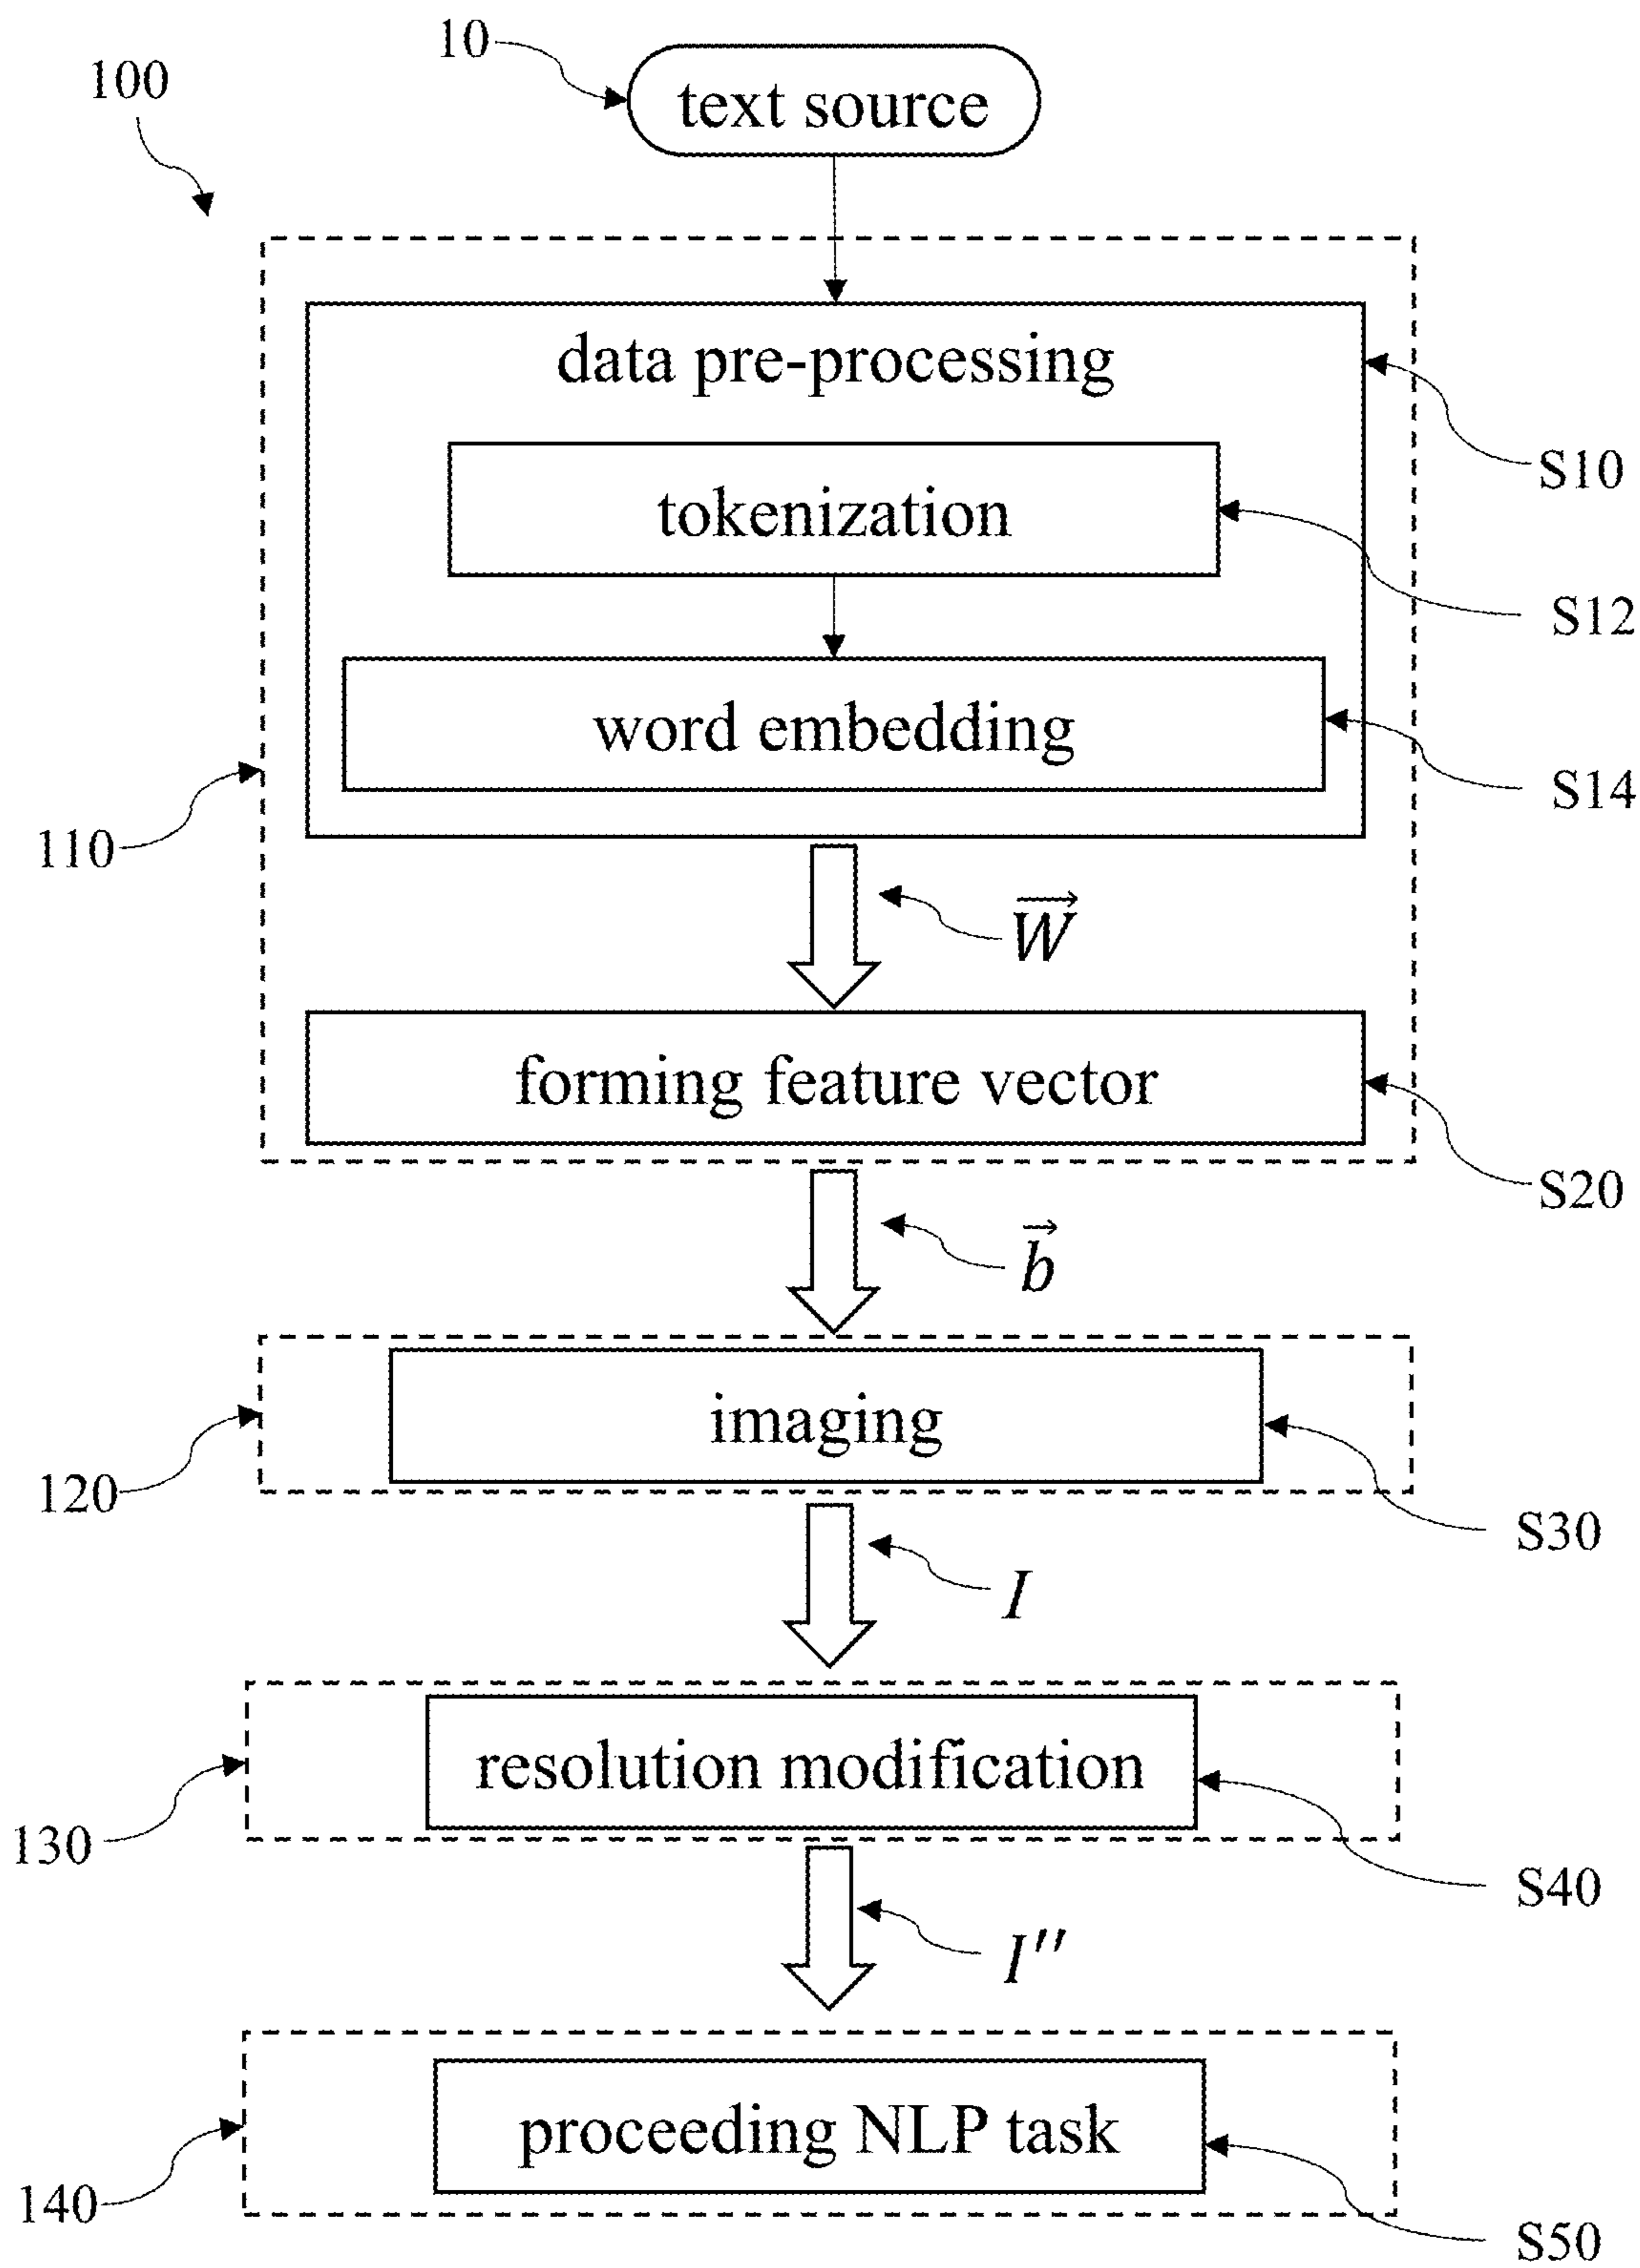 10
text source
100
data pre-processing
S10
tokenization
S12
word embedding
S14
110
W⃗
forming feature vector
S20
b⃗
imaging
120
S30
I
resolution modification
130
S40
I''
proceeding NLP task
140
S50